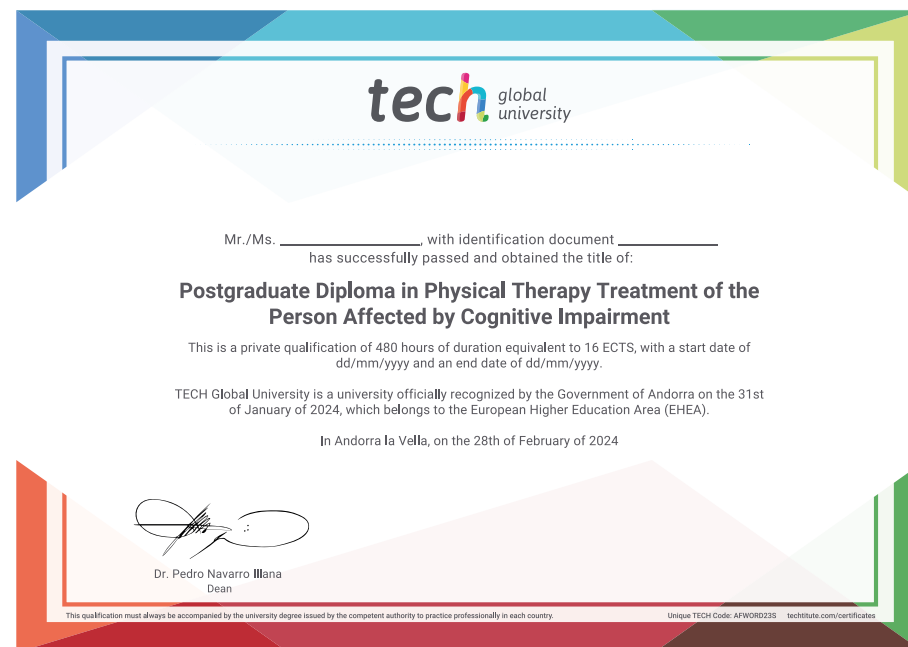 tech global university
Mr./Ms. ____________, with identification document ____________
has successfully passed and obtained the title of:
Postgraduate Diploma in Physical Therapy Treatment of the
Person Affected by Cognitive Impairment
This is a private qualification of 480 hours of duration equivalent to 16 ECTS, with a start date of
dd/mm/yyyy and an end date of dd/mm/yyyy.
TECH Global University is a university officially recognized by the Government of Andorra on the 31st
of January of 2024, which belongs to the European Higher Education Area (EHEA).
In Andorra la Vella, on the 28th of February of 2024
Dr. Pedro Navarro Illana
Dean
This qualification must always be accompanied by the university degree issued by the competent authority to practice professionally in each country.
Unique TECH Code: AFWORD23S techtitute.com/certificates